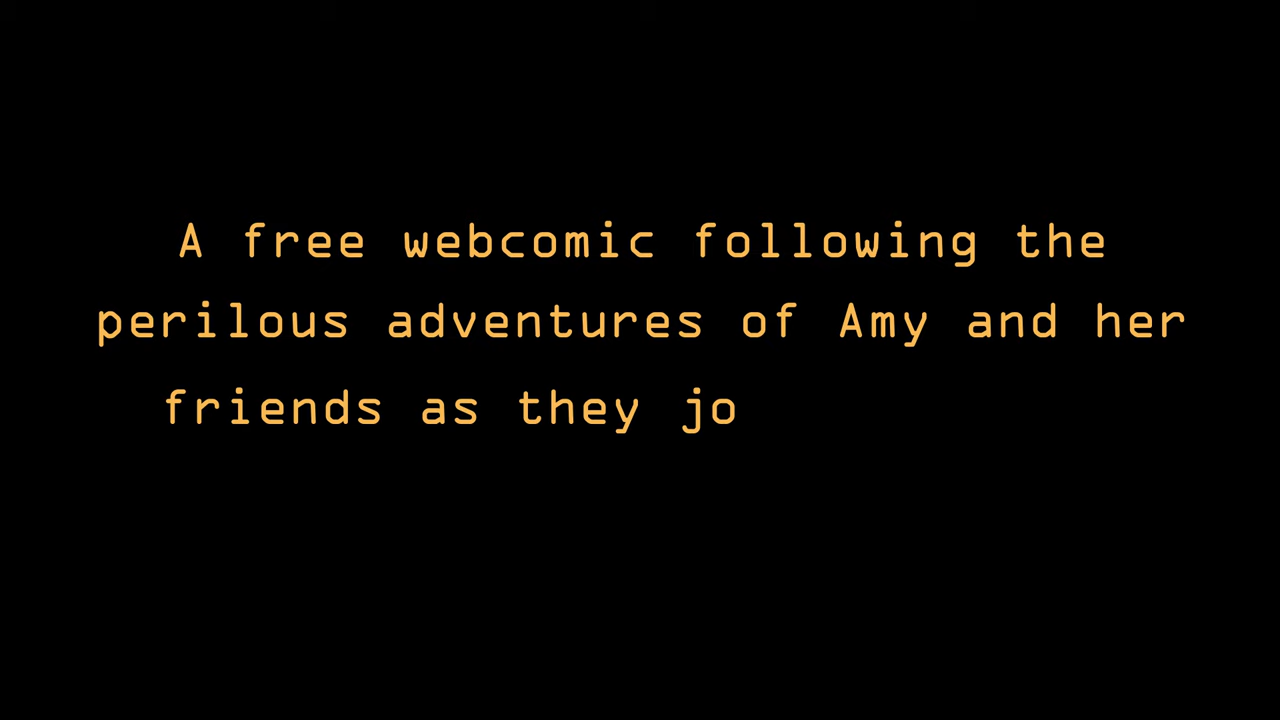 A free webcomic following the
perilous adventures of Amy and her
friends as they jo